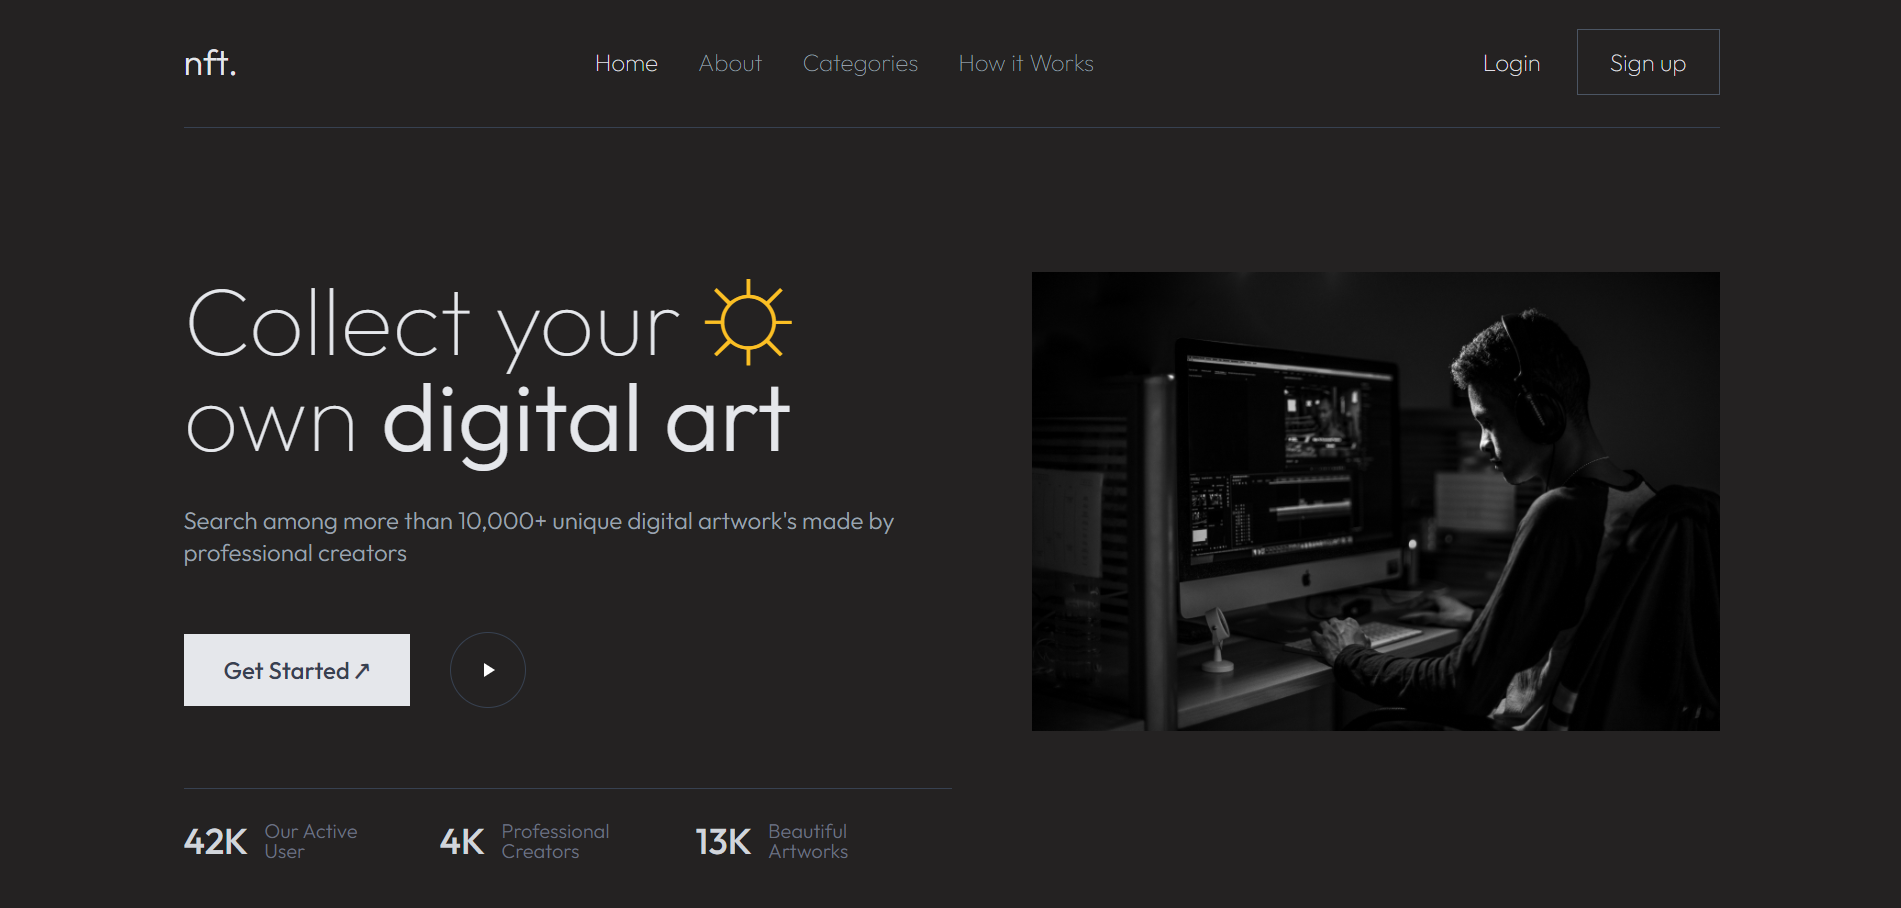 nft.
Home About Categories How it Works
Login Sign up
Collect your
own digital art
Search among more than 10,000+ unique digital artwork's made by
professional creators
Get Started ↗
42K Our Active
User
4K Professional
Creators
13K Beautiful
Artworks